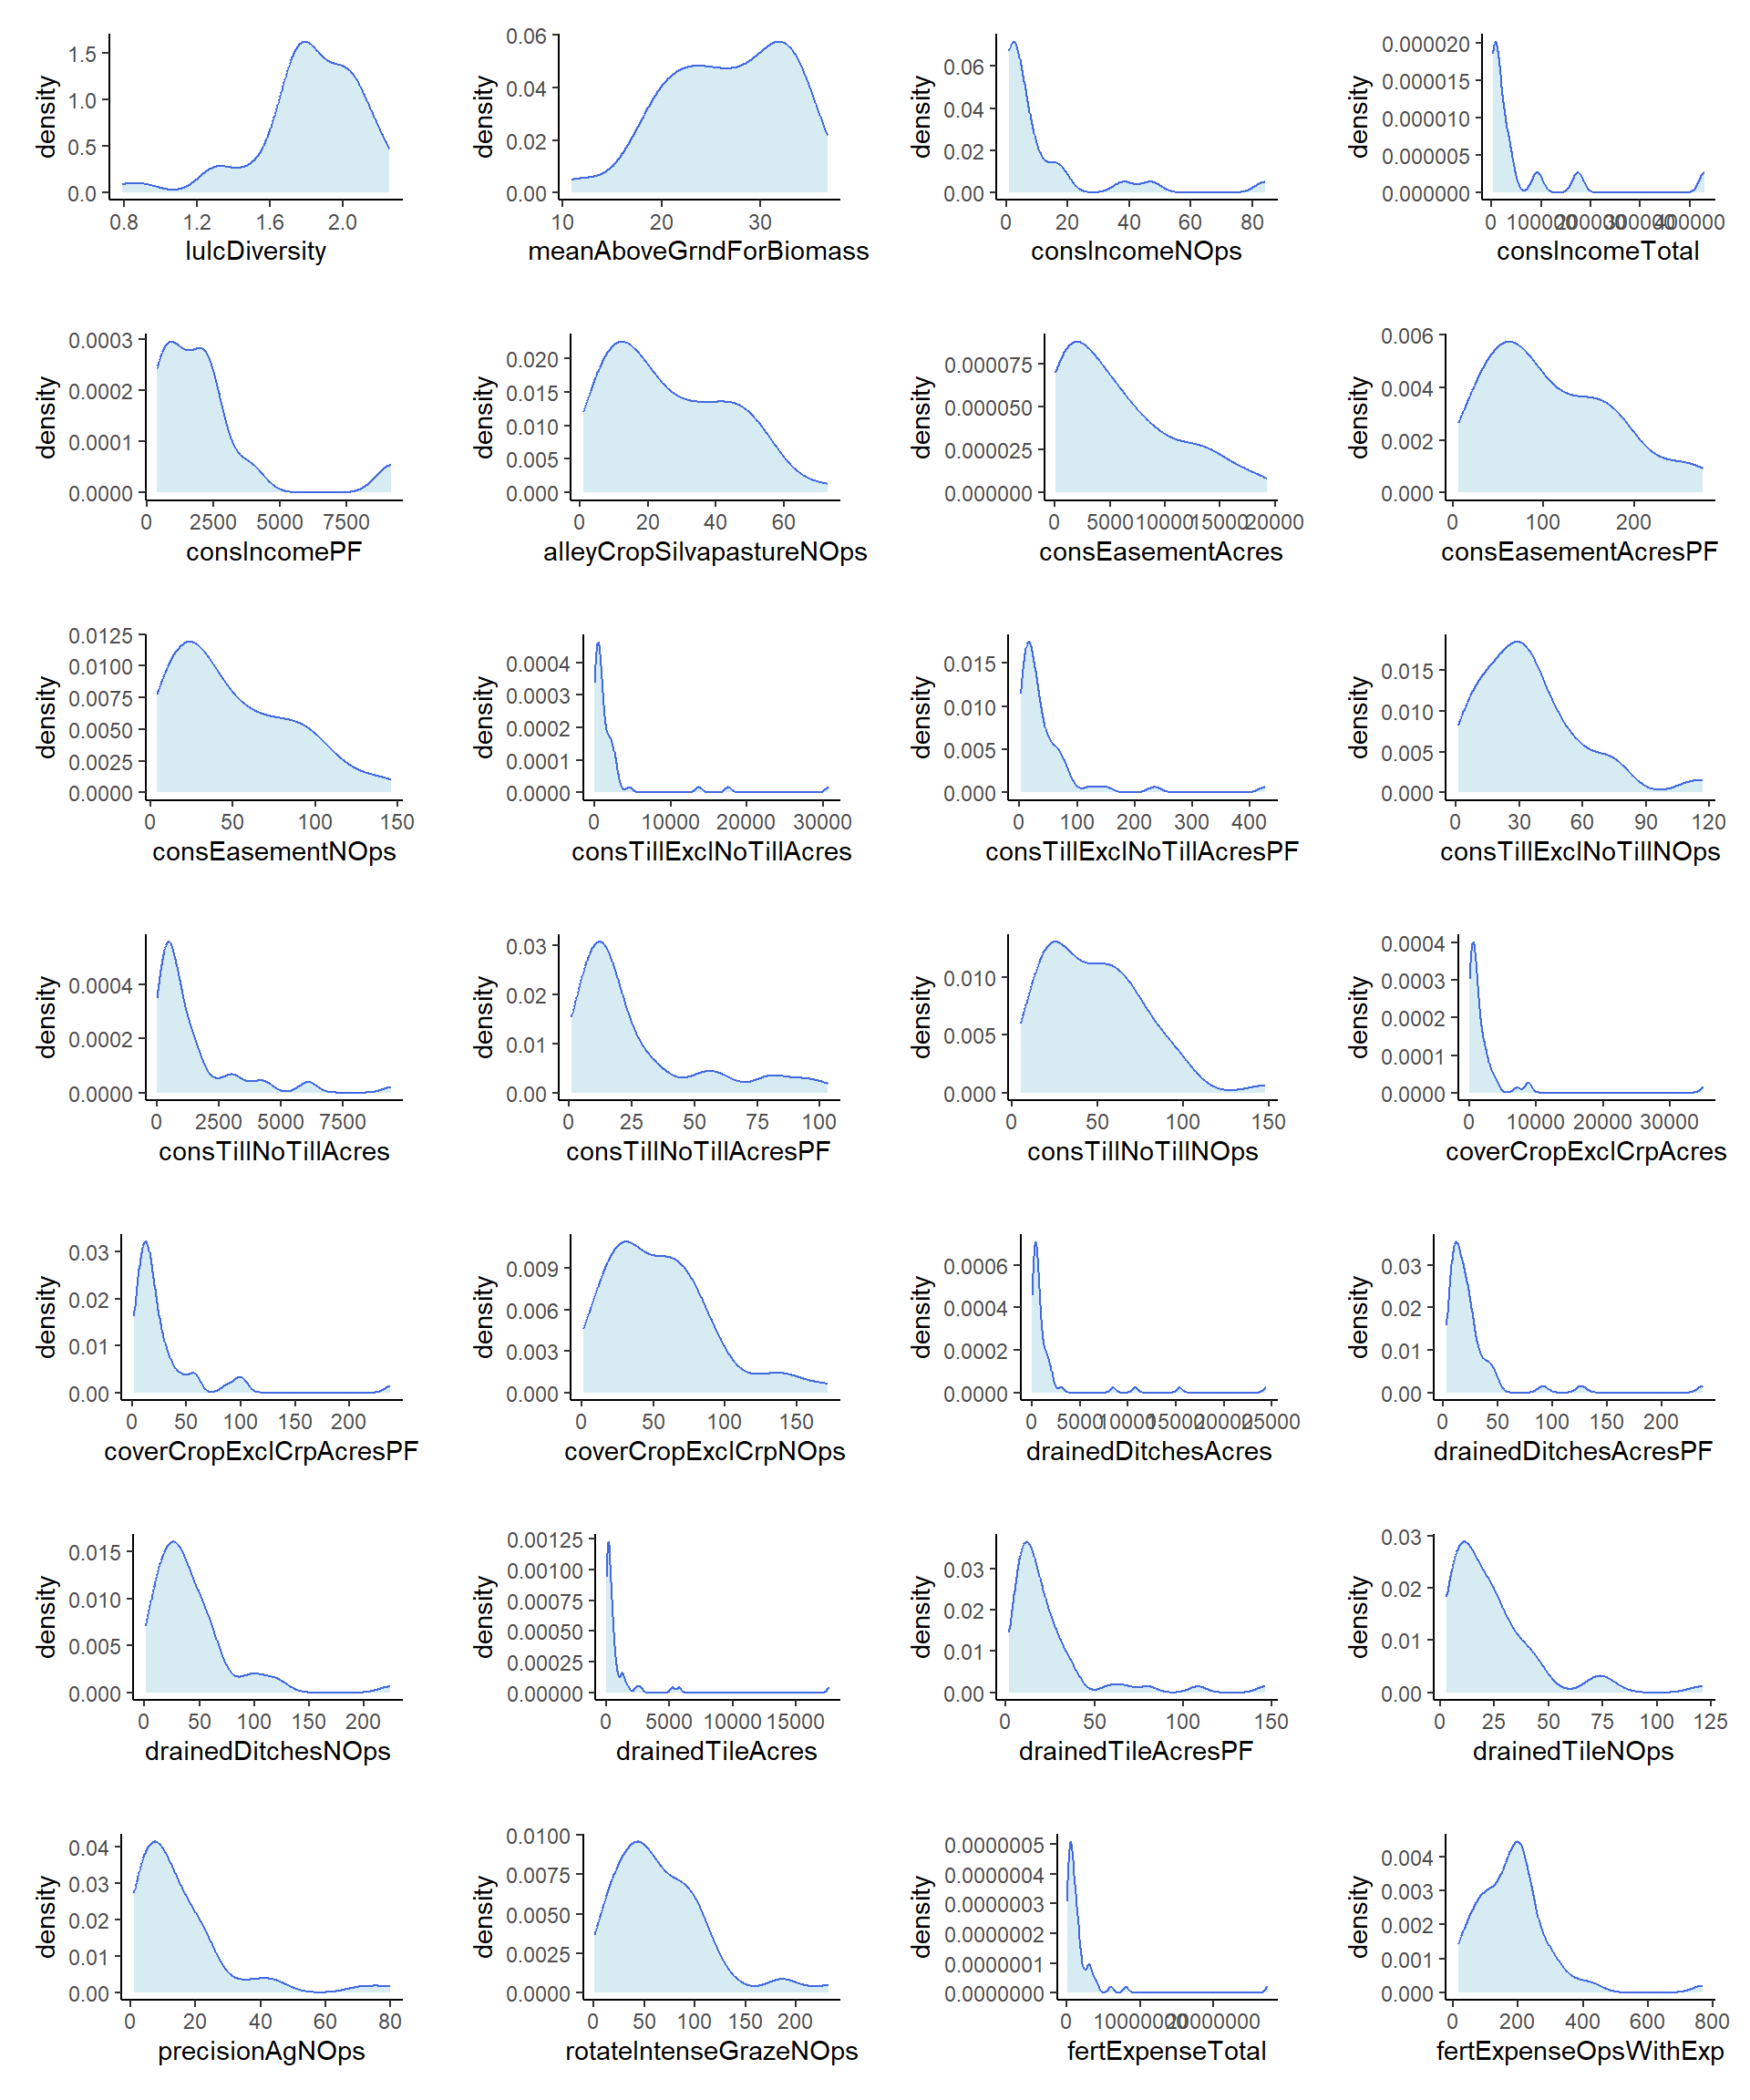 density
1.5
1.0
0.5
0.0
0.8 1.2 1.6 2.0
lulcDiversity
density
0.06
0.04
0.02
0.00
10 20 30
meanAboveGrndForBiomass
density
0.06
0.04
0.02
0.00
0 20 40 60 80
consIncomeNOps
density
0.000020
0.000015
0.000010
0.000005
0.000000
0 100000 200000 300000 400000
consIncomeTotal
density
0.0003
0.0002
0.0001
0.0000
0 2500 5000 7500
consIncomePF
density
0.020
0.015
0.010
0.005
0.000
0 20 40 60
alleyCropSilvapastureNOps
density
0.000075
0.000050
0.000025
0.000000
0 5000 10000 15000 20000
consEasementAcres
density
0.006
0.004
0.002
0.000
0 100 200
consEasementAcresPF
density
0.0125
0.0100
0.0075
0.0050
0.0025
0.0000
0 50 100 150
consEasementNOps
density
0.0004
0.0003
0.0002
0.0001
0.0000
0 10000 20000 30000
consTillExclNoTillAcres
density
0.015
0.010
0.005
0.000
0 100 200 300 400
consTillExclNoTillAcresPF
density
0.015
0.010
0.005
0.000
0 30 60 90 120
consTillExclNoTillNOps
density
0.0004
0.0002
0.0000
0 2500 5000 7500
consTillNoTillAcres
density
0.03
0.02
0.01
0.00
0 25 50 75 100
consTillNoTillAcresPF
density
0.010
0.005
0.000
0 50 100 150
consTillNoTillNOps
density
0.0004
0.0003
0.0002
0.0001
0.0000
0 10000 20000 30000
coverCropExclCrpAcres
density
0.03
0.02
0.01
0.00
0 50 100 150 200
coverCropExclCrpAcresPF
density
0.009
0.006
0.003
0.000
0 50 100 150
coverCropExclCrpNOps
density
0.0006
0.0004
0.0002
0.0000
0 5000 10000 15000 20000 25000
drainedDitchesAcres
density
0.03
0.02
0.01
0.00
0 50 100 150 200
drainedDitchesAcresPF
density
0.015
0.010
0.005
0.000
0 50 100 150 200
drainedDitchesNOps
density
0.00125
0.00100
0.00075
0.00050
0.00025
0.00000
0 5000 10000 15000
drainedTileAcres
density
0.03
0.02
0.01
0.00
0 50 100 150
drainedTileAcresPF
density
0.03
0.02
0.01
0.00
0 25 50 75 100 125
drainedTileNOps
density
0.04
0.03
0.02
0.01
0.00
0 20 40 60 80
precisionAgNOps
density
0.0100
0.0075
0.0050
0.0025
0.0000
0 50 100 150 200
rotateIntenseGrazeNOps
density
0.0000005
0.0000004
0.0000003
0.0000002
0.0000001
0.0000000
0 10000000 20000000
fertExpenseTotal
density
0.004
0.003
0.002
0.001
0.000
0 200 400 600 800
fertExpenseOpsWithExp